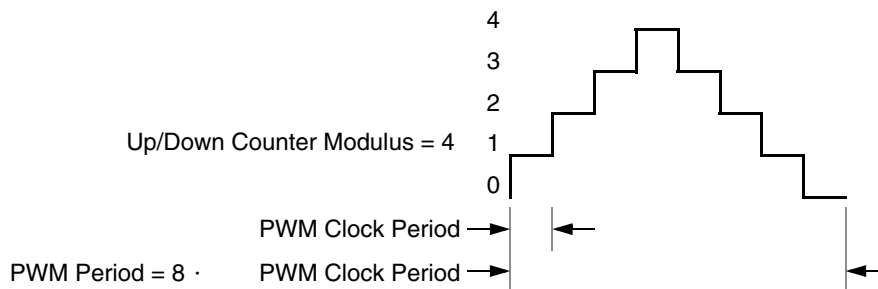 4
3
2
Up/Down Counter Modulus = 4 1
0
PWM Clock Period
PWM Period = 8 · PWM Clock Period